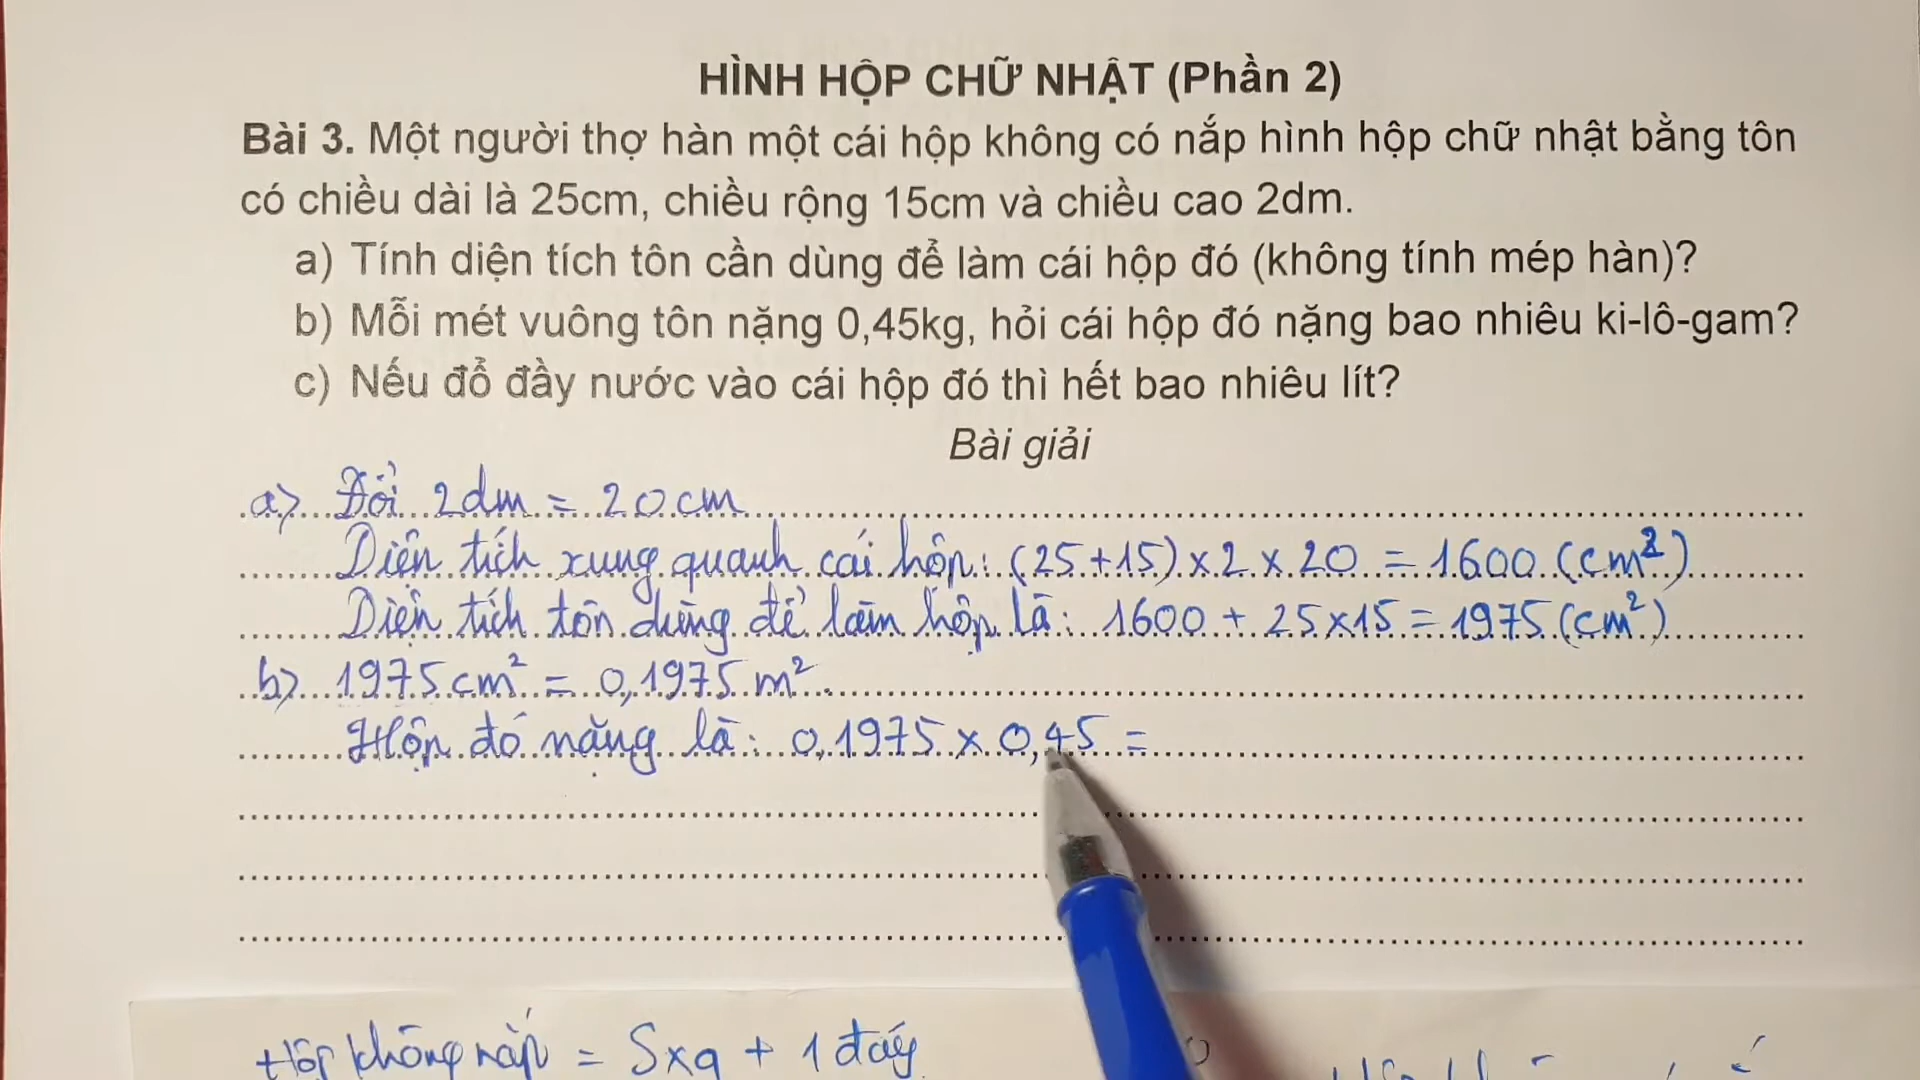 HÌNH HỘP CHỮ NHẬT (Phần 2)
Bài 3. Một người thợ hàn một cái hộp không có nắp hình hộp chữ nhật bằng tôn
có chiều dài là 25cm, chiều rộng 15cm và chiều cao 2dm.
a) Tính diện tích tôn cần dùng để làm cái hộp đó (không tính mép hàn)?
b) Mỗi mét vuông tôn nặng 0,45kg, hỏi cái hộp đó nặng bao nhiêu ki-lô-gam?
c) Nếu đổ đầy nước vào cái hộp đó thì hết bao nhiêu lít?
Bài giải
a) Đổi 2dm = 20cm
Diện tích xung quanh cái hộp: (25+15) x 2 x 20 = 1600 (cm²)
Diện tích tôn dùng để làm hộp là: 1600 + 25x15 = 1975 (cm²)
b) 1975cm² = 0,1975 m².
Hộp đó nặng là: 0,1975 x 0,45 =
Hộp không nắp = Sxq + 1 đáy